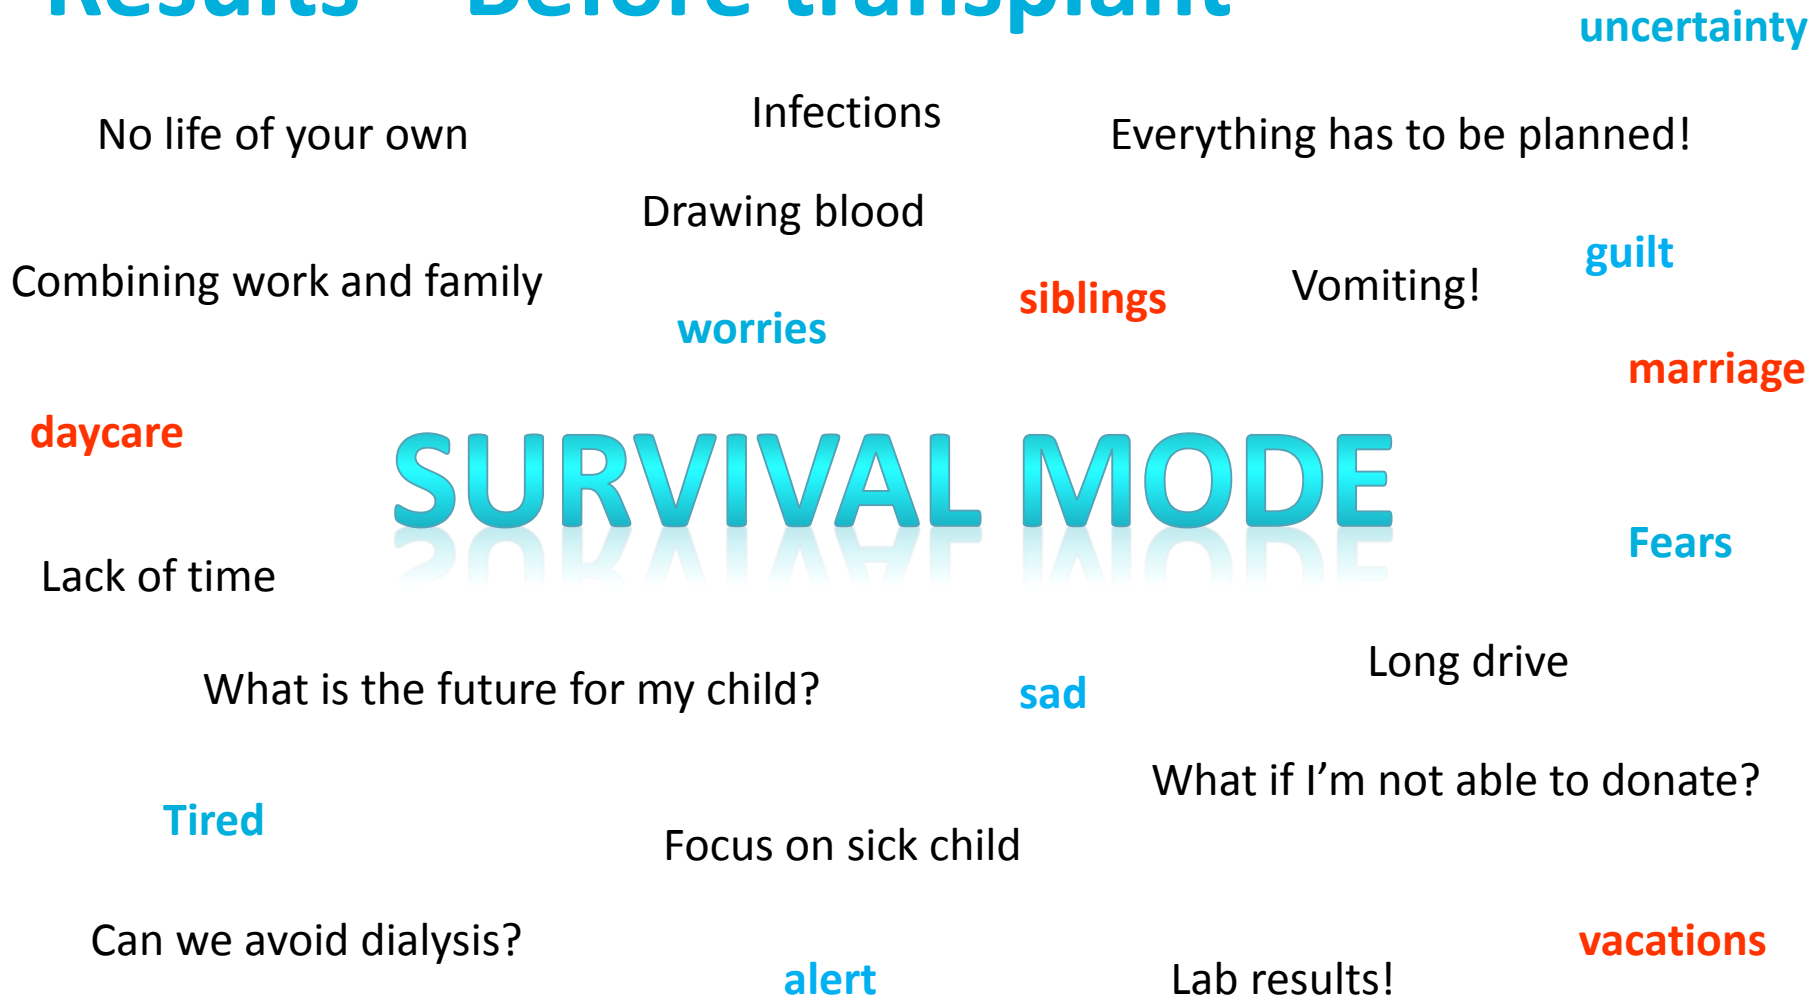 Results – Before transplant
uncertainty
Infections
No life of your own
Everything has to be planned!
Drawing blood
guilt
Combining work and family
siblings
Vomiting!
worries
marriage
daycare
SURVIVAL MODE
Fears
Lack of time
Long drive
What is the future for my child?
sad
What if I’m not able to donate?
Tired
Focus on sick child
Can we avoid dialysis?
vacations
alert
Lab results!